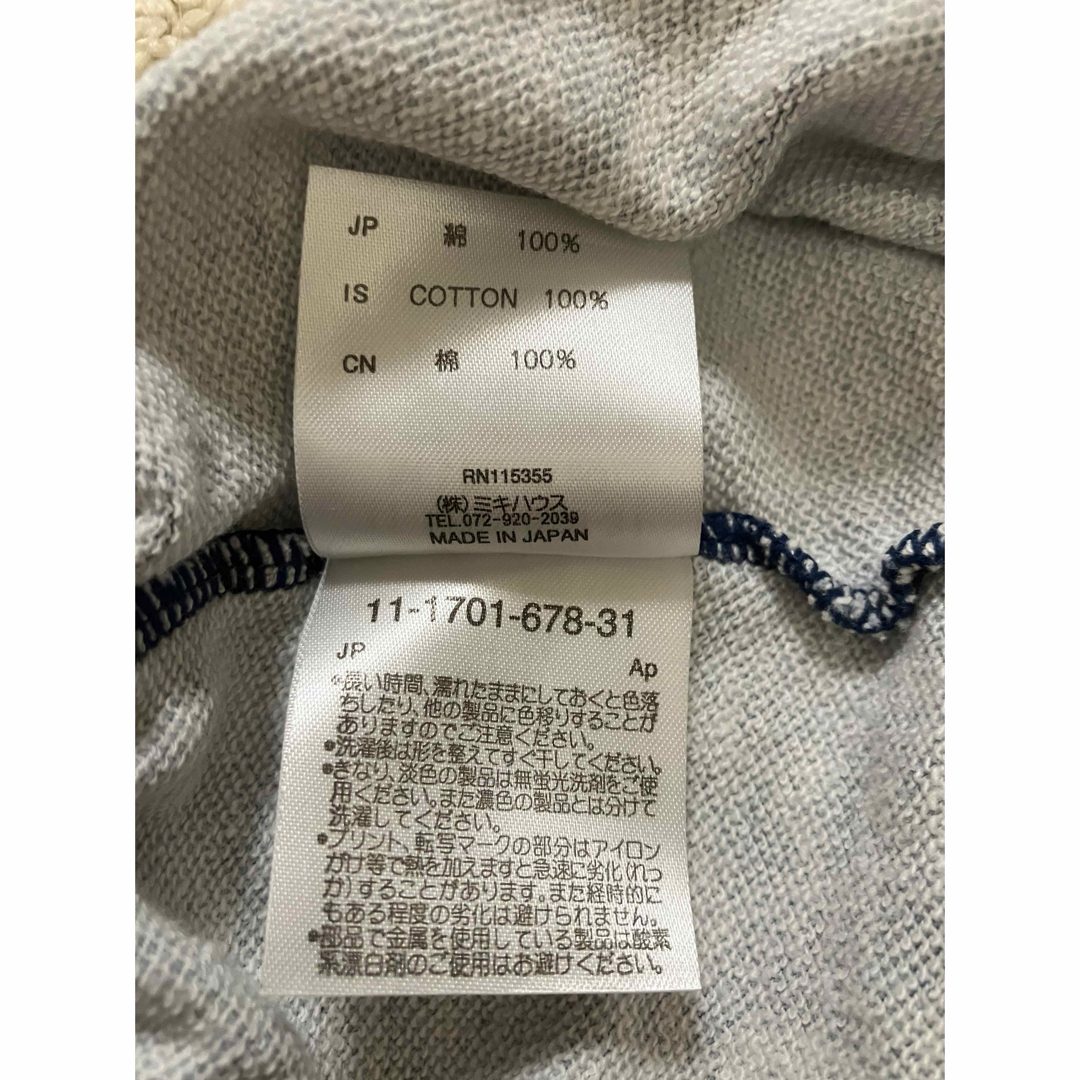 JP 綿 100%
IS COTTON 100%
CN 棉 100%
RN115355
(株)ミキハウス
TEL.072-920-2039
MADE IN JAPAN
11-1701-678-31
JP Ap
•長い時間、濡れたままにしておくと色落
ちしたり、他の製品に色移りすることが
ありますのでご注意ください。
•洗濯後は形を整えてすぐ干してください。
•きなり、淡色の製品は無蛍光洗剤をご使
用ください。また濃色の製品とは分けて
洗濯してください。
•プリント、転写マークの部分はアイロン
がけ等で熱を加えますと急速に劣化(れっ
か)することがあります。また経時的に
もある程度の劣化は避けられません。
•部品で金属を使用している製品は酸素
系漂白剤のご使用はお避けください。